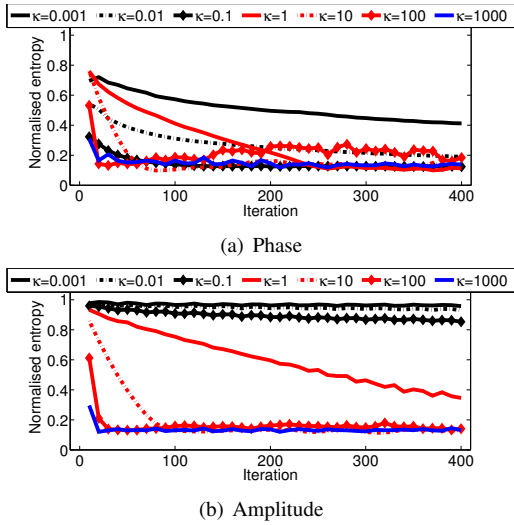 κ=0.001 κ=0.01 κ=0.1 κ=1 κ=10 κ=100 κ=1000
1
0.8
0.6
0.4
0.2
0
Normalised entropy
0 100 200 300 400
Iteration
(a) Phase
κ=0.001 κ=0.01 κ=0.1 κ=1 κ=10 κ=100 κ=1000
1
0.8
0.6
0.4
0.2
0
Normalised entropy
0 100 200 300 400
Iteration
(b) Amplitude